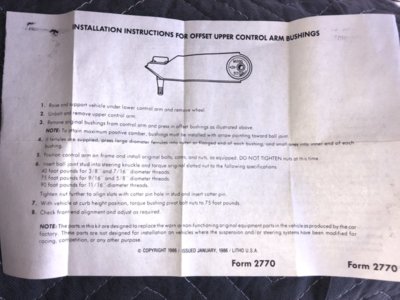 INSTALLATION INSTRUCTIONS FOR OFFSET UPPER CONTROL ARM BUSHINGS
1. Raise and support vehicle under lower control arm and remove wheel.
2. Unbolt and remove upper control arm.
3. Remove original bushings from control arm and press in offset bushings as illustrated above.
NOTE: To attain maximum positive camber, bushings must be installed with arrow pointing toward ball joint.
4. If ferrules are supplied, press large diameter ferrules into outer or flanged end of each bushing, and small ones into inner end of each
bushing.
5. Position control arm on frame and install original bolts, cams, and nuts, as equipped. DO NOT TIGHTEN nuts at this time.
6. Insert ball joint stud into steering knuckle and torque original slotted nut to the following specifications.
40 foot pounds for 3/8 and 7/16" diameter threads
75 foot pounds for 9/16 and 5/8" diameter threads
90 foot pounds for 11/16" diameter threads.
Tighten nut further to align slots with cotter pin hole in stud and insert cotter pin.
7. With vehicle at curb height position, torque bushing pivot bolt nuts to 75 foot pounds.
8. Check front-end alignment and adjust as required.
NOTE: The parts in this kit are designed to replace the worn or non-functioning original equipment parts in the vehicle as produced by the car
factory. These parts are not designed for installation on vehicles where the suspension and/or steering systems have been modified for
racing, competition, or any other purpose.
© COPYRIGHT 1986 / ISSUED JANUARY, 1986 / LITHO U.S.A.
Form 2770
Form 2770